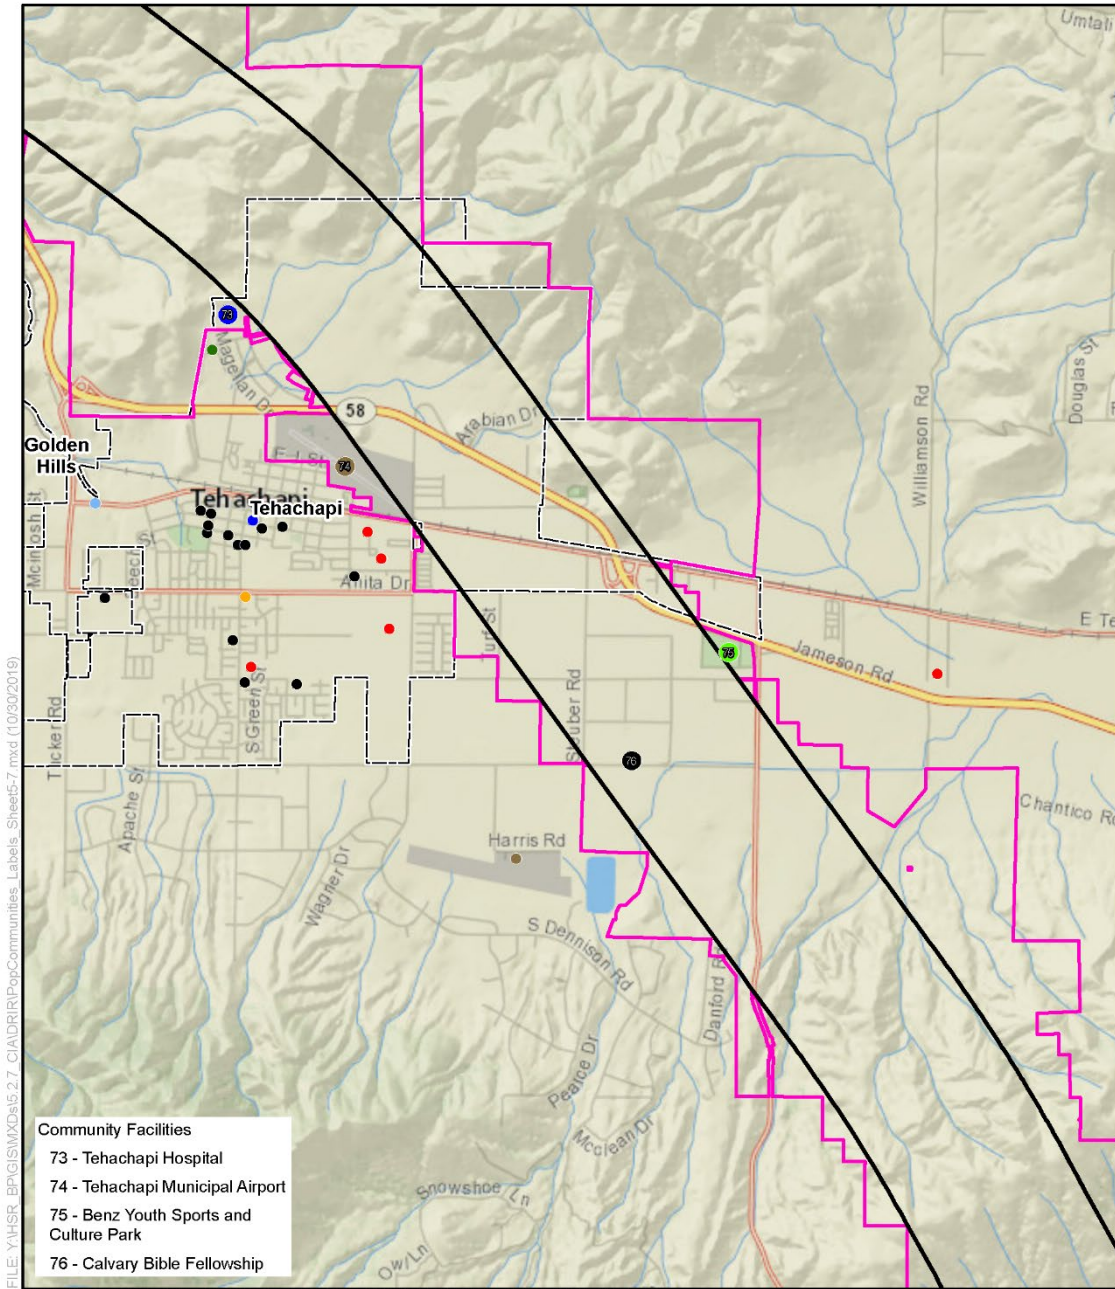 Umtali
Douglas St
Williamson Rd
Arabian Dr
58
Magellan Dr
73
Golden
Hills
E J St
74
Tehachapi
Tehachapi
McIntosh St
Beech St
Anita Dr
E Te
Turf St
Jameson Rd
75
Tucker Rd
S Green St
Steuber Rd
76
Apache St
Chantico Rd
Harris Rd
Wagner Dr
S Dennison Rd
Danford Rd
Pearce Dr
Mcclean Dr
Snowshoe Ln
Owl Ln
Community Facilities
73 - Tehachapi Hospital
74 - Tehachapi Municipal Airport
75 - Benz Youth Sports and
Culture Park
76 - Calvary Bible Fellowship
FILE: Y:\HSR_BP\GIS\MXDs\5.2.7_CIA\DRIR\PopCommunities_Labels_Sheet5-7.mxd (10/30/2019)